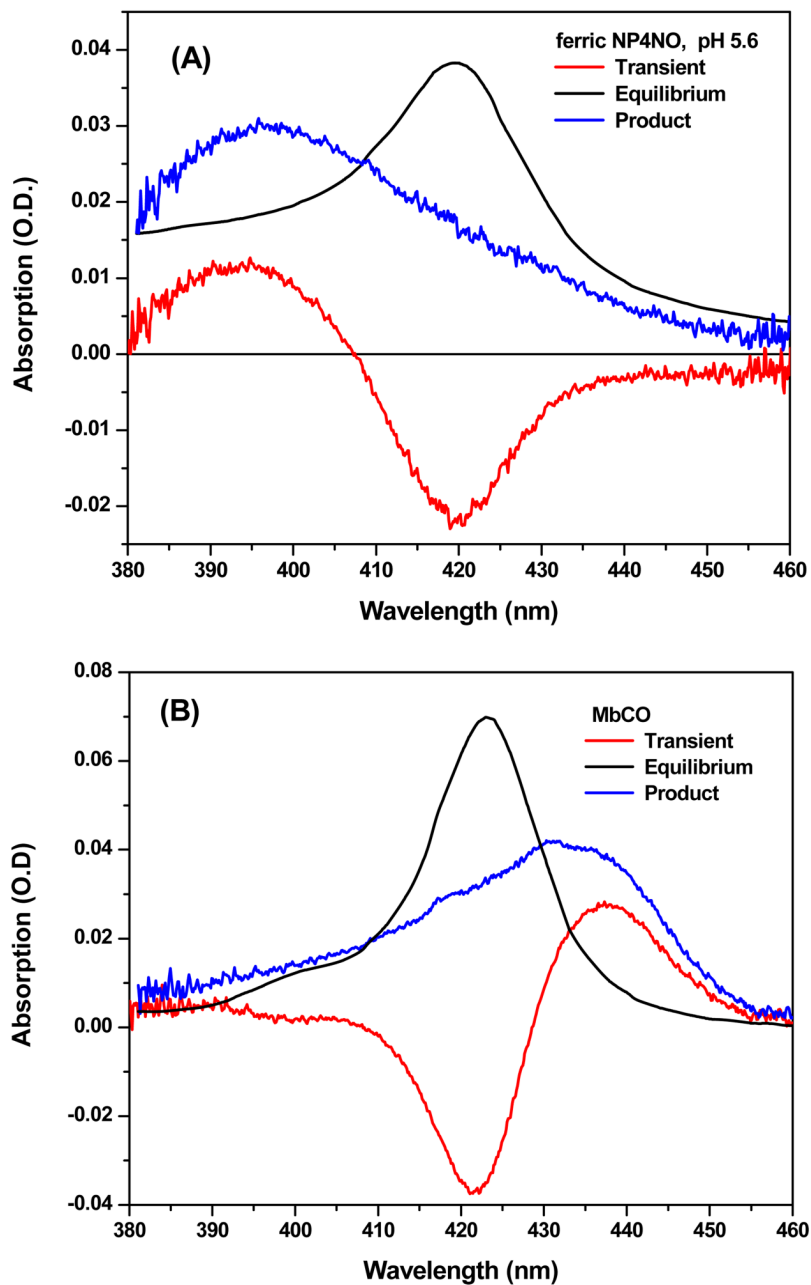 (A)
ferric NP4NO, pH 5.6
Transient
Equilibrium
Product
Absorption (O.D.)
0.04
0.03
0.02
0.01
0.00
-0.01
-0.02
380 390 400 410 420 430 440 450 460
Wavelength (nm)
(B)
MbCO
Transient
Equilibrium
Product
Absorption (O.D)
0.08
0.06
0.04
0.02
0.00
-0.02
-0.04
380 390 400 410 420 430 440 450 460
Wavelength (nm)